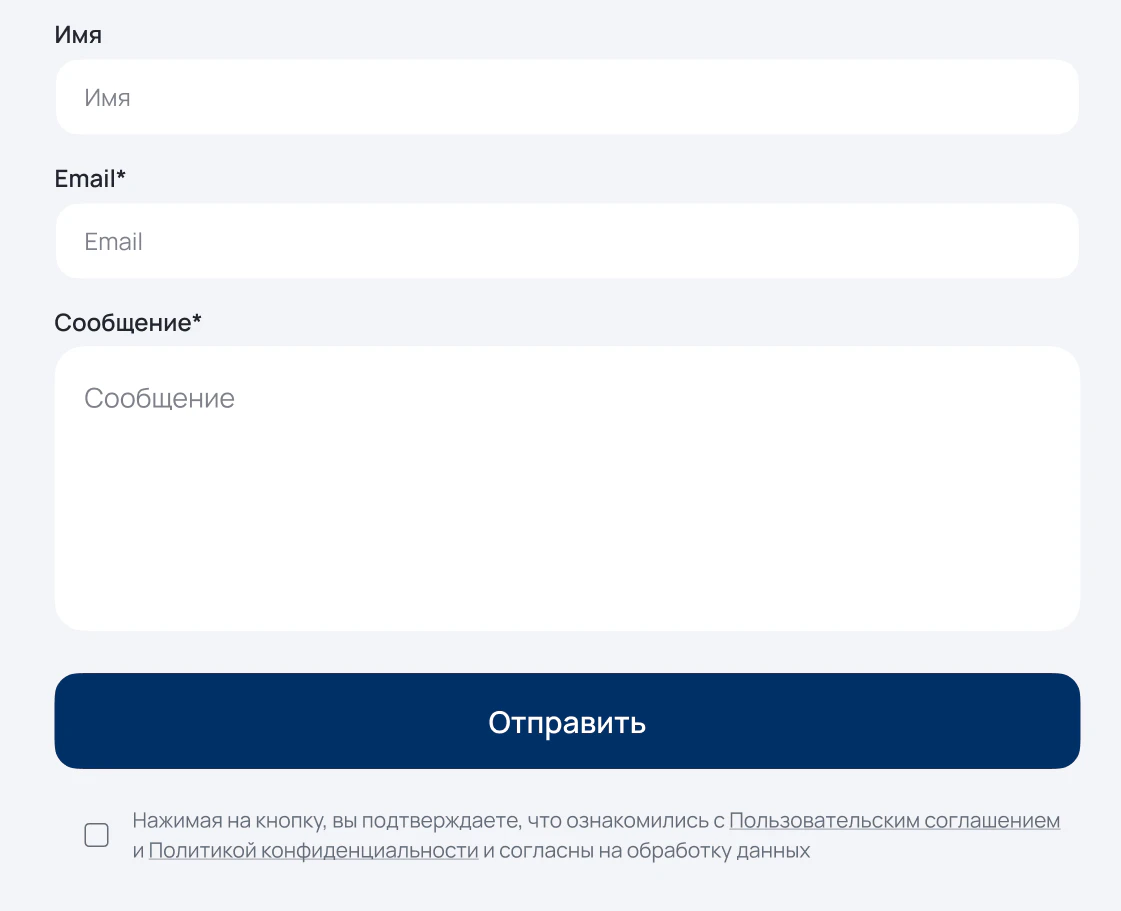 Имя
Имя
Email*
Email
Сообщение*
Сообщение
Отправить
Нажимая на кнопку, вы подтверждаете, что ознакомились с Пользовательским соглашением
и Политикой конфиденциальности и согласны на обработку данных